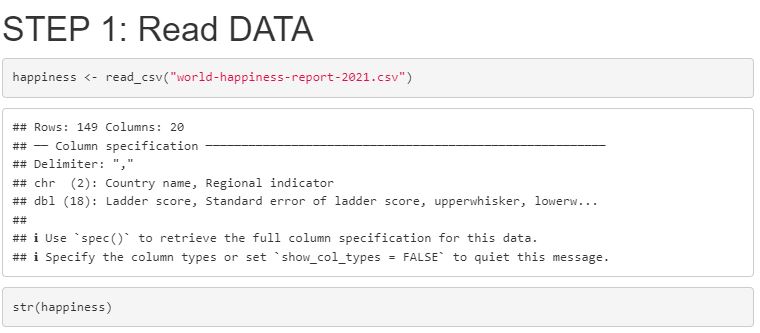 STEP 1: Read DATA
happiness <- read_csv("world-happiness-report-2021.csv")
## Rows: 149 Columns: 20
## ── Column specification ────────────────────────────────────────────────────────
## Delimiter: ","
## chr  (2): Country name, Regional indicator
## dbl (18): Ladder score, Standard error of ladder score, upperwhisker, lowerw...
##
## ℹ Use `spec()` to retrieve the full column specification for this data.
## ℹ Specify the column types or set `show_col_types = FALSE` to quiet this message.
str(happiness)